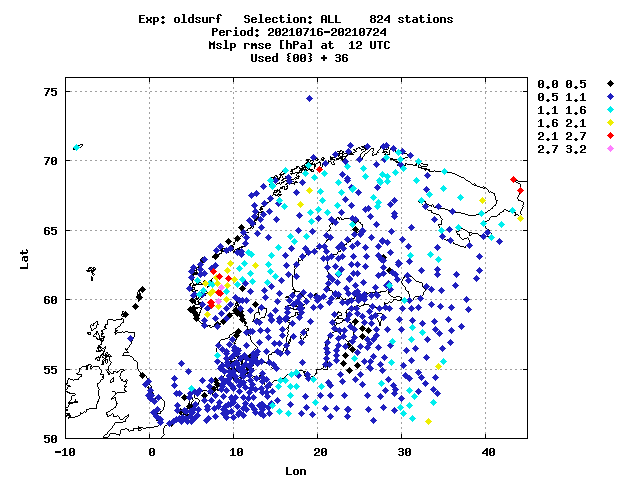 Exp: oldsurf   Selection: ALL    824 stations
Period: 20210716-20210724
Mslp rmse [hPa] at  12 UTC
Used {00} + 36
0.0 0.5
0.5 1.1
1.1 1.6
1.6 2.1
2.1 2.7
2.7 3.2
75
70
65
60
55
50
Lat
-10 0 10 20 30 40
Lon